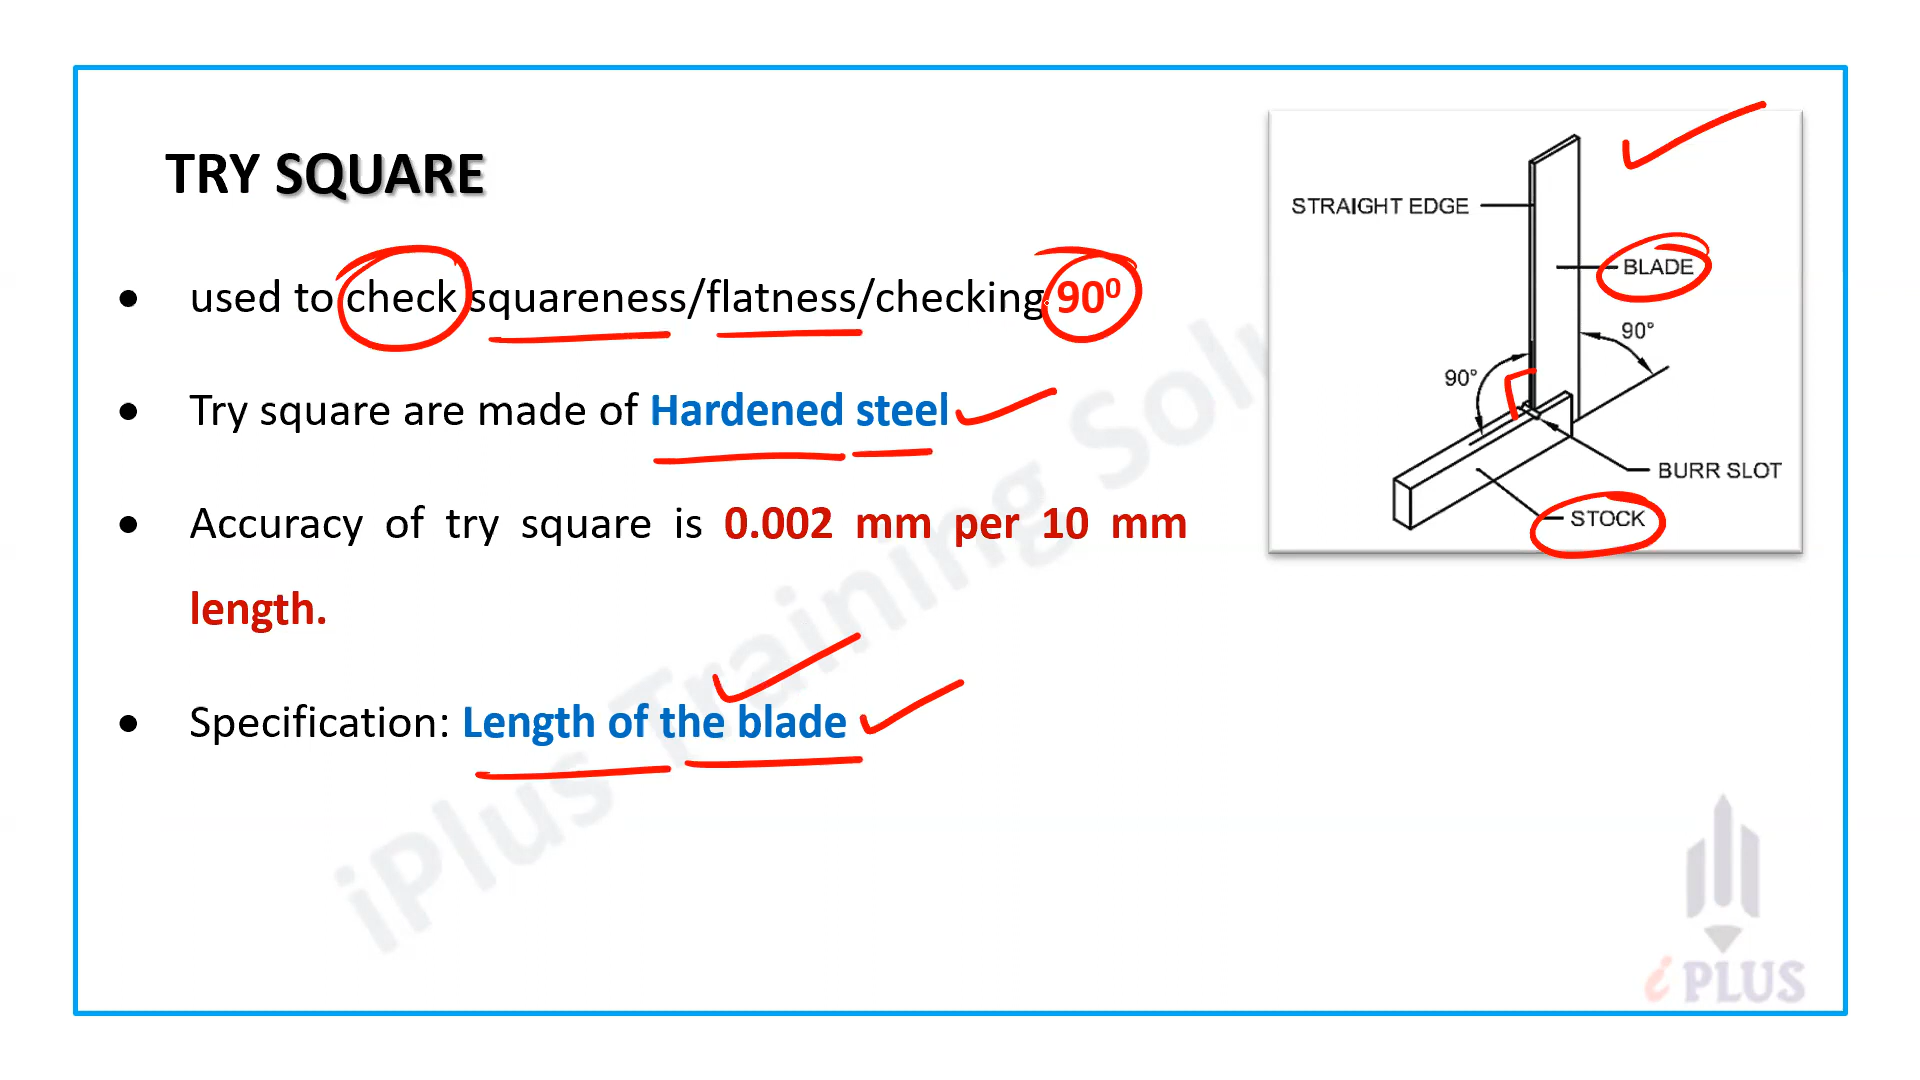 TRY SQUARE
● used to check squareness/flatness/checking 90⁰
● Try square are made of Hardened steel
● Accuracy of try square is 0.002 mm per 10 mm
length.
● Specification: Length of the blade
STRAIGHT EDGE
BLADE
90°
90°
BURR SLOT
STOCK
iPlus Training Solu
i PLUS